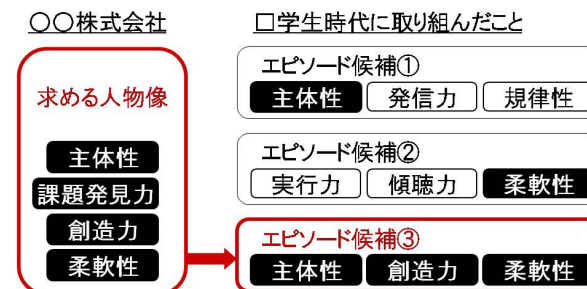 〇〇株式会社
求める人物像
主体性
課題発見力
創造力
柔軟性
□学生時代に取り組んだこと
エピソード候補①
主体性 発信力 規律性
エピソード候補②
実行力 傾聴力 柔軟性
エピソード候補③
主体性 創造力 柔軟性